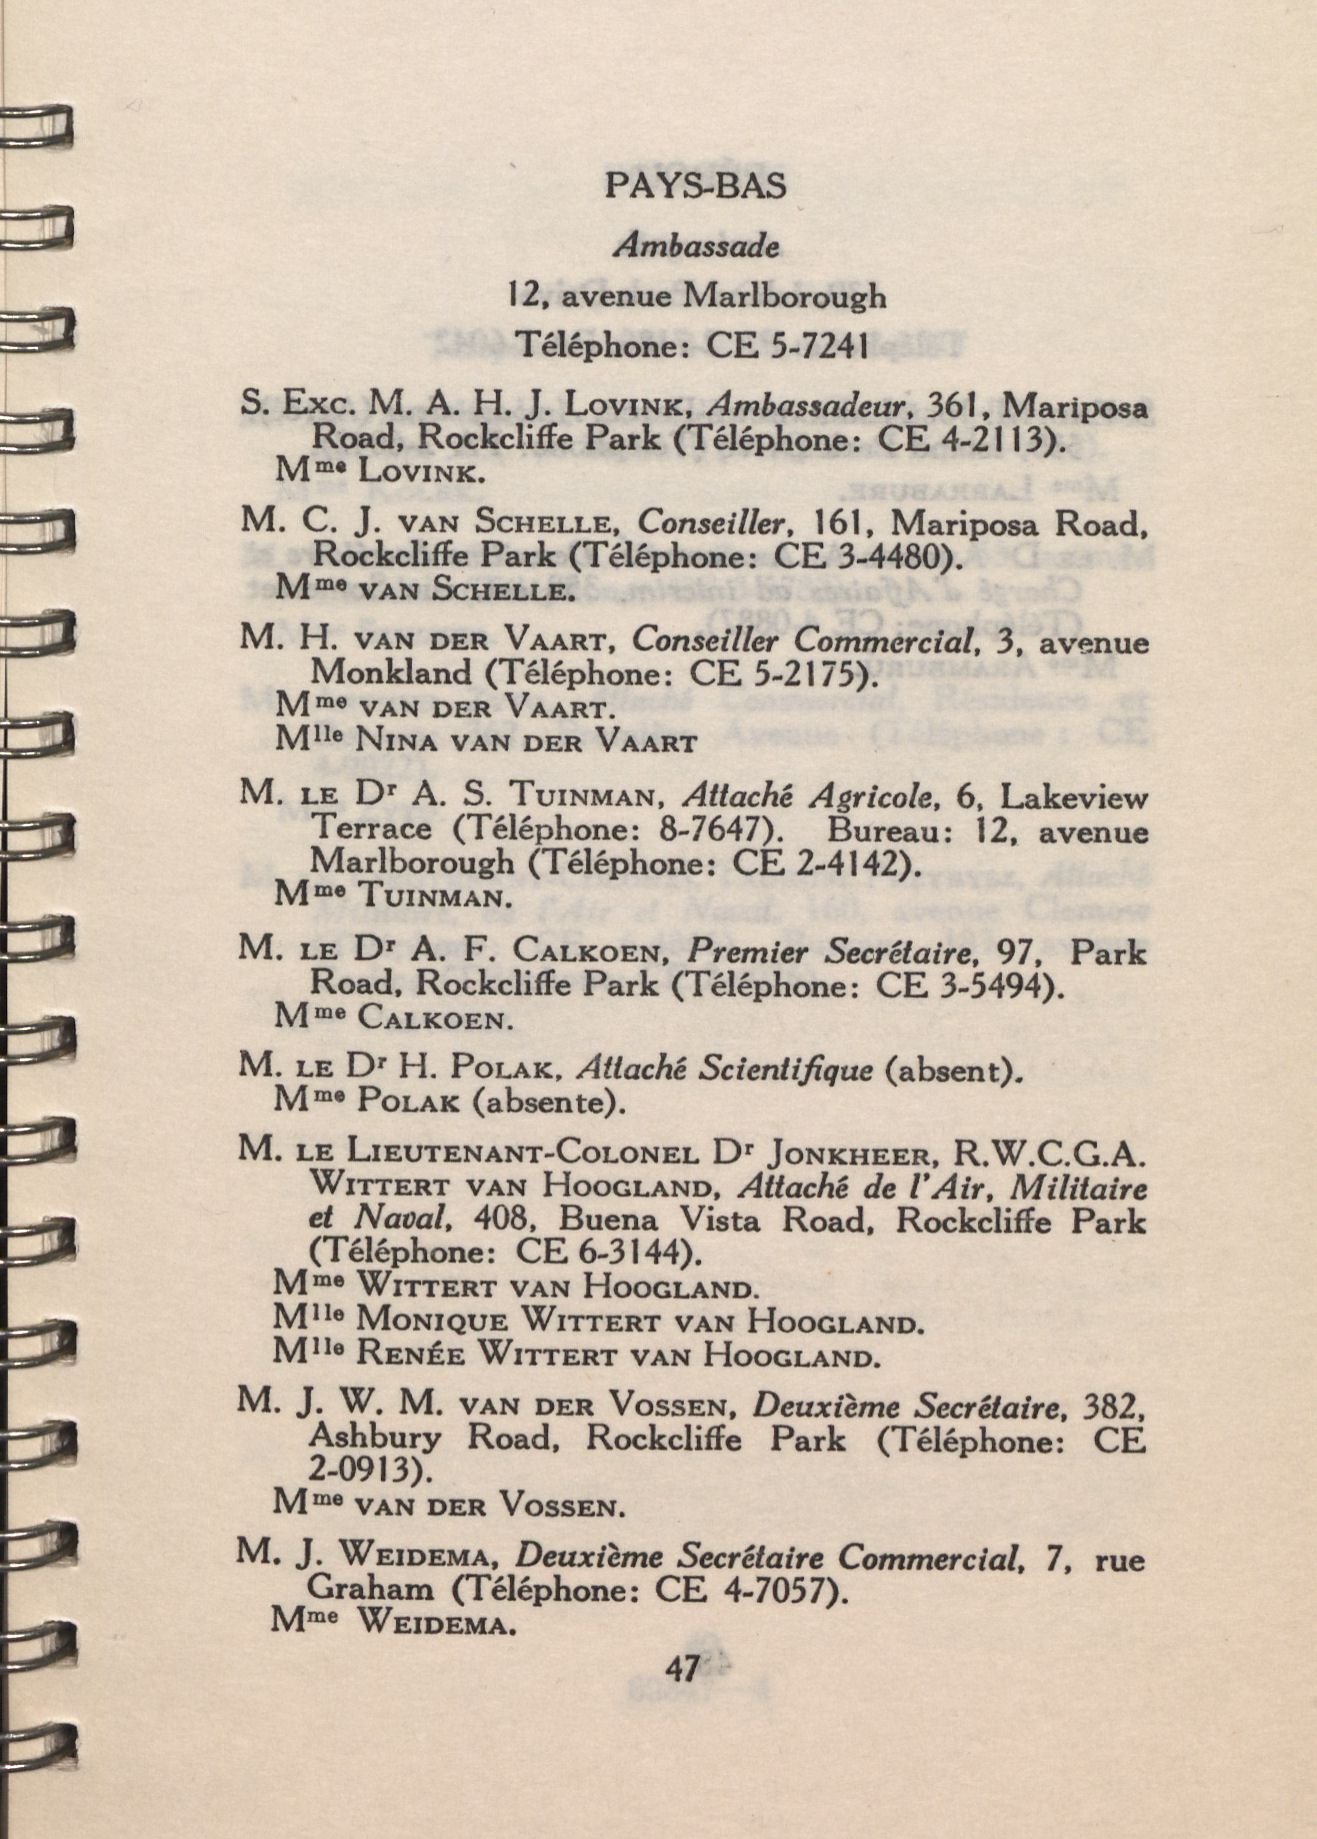 PAYS-BAS
Ambassade
12, avenue Marlborough
Téléphone: CE 5-7241
S. Exc. M. A. H. J. Lovink, Ambassadeur, 361, Mariposa
Road, Rockcliffe Park (Téléphone: CE 4-2113).
Mme Lovink.
M. C. J. van Schelle, Conseiller, 161, Mariposa Road,
Rockcliffe Park (Téléphone: CE 3-4480).
Mme van Schelle.
M. H. van der Vaart, Conseiller Commercial, 3, avenue
Monkland (Téléphone: CE 5-2175).
Mme van der Vaart.
Mlle Nina van der Vaart
M. le Dr A. S. Tuinman, Attaché Agricole, 6, Lakeview
Terrace (Téléphone: 8-7647). Bureau: 12, avenue
Marlborough (Téléphone: CE 2-4142).
Mme Tuinman.
M. le Dr A. F. Calkoen, Premier Secrétaire, 97, Park
Road, Rockcliffe Park (Téléphone: CE 3-5494).
Mme Calkoen.
M. le Dr H. Polak, Attaché Scientifique (absent).
Mme Polak (absente).
M. le Lieutenant-Colonel Dr Jonkheer, R.W.C.G.A.
Wittert van Hoogland, Attaché de l'Air, Militaire
et Naval, 408, Buena Vista Road, Rockcliffe Park
(Téléphone: CE 6-3144).
Mme Wittert van Hoogland.
Mlle Monique Wittert van Hoogland.
Mlle Renée Wittert van Hoogland.
M. J. W. M. van der Vossen, Deuxième Secrétaire, 382,
Ashbury Road, Rockcliffe Park (Téléphone: CE
2-0913).
Mme van der Vossen.
M. J. Weidema, Deuxième Secrétaire Commercial, 7, rue
Graham (Téléphone: CE 4-7057).
Mme Weidema.
47